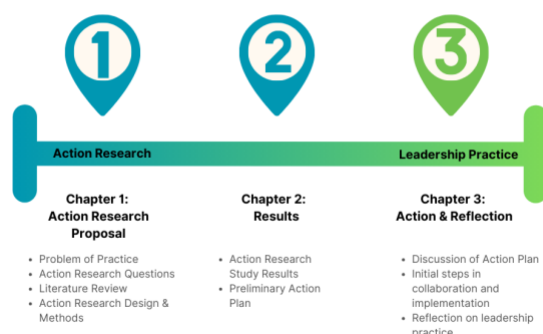 1
2
3
Action Research
Leadership Practice
Chapter 1:
Action Research
Proposal
• Problem of Practice
• Action Research Questions
• Literature Review
• Action Research Design &
Methods
Chapter 2:
Results
• Action Research
Study Results
• Preliminary Action
Plan
Chapter 3:
Action & Reflection
• Discussion of Action Plan
• Initial steps in
collaboration and
implementation
• Reflection on leadership
practice